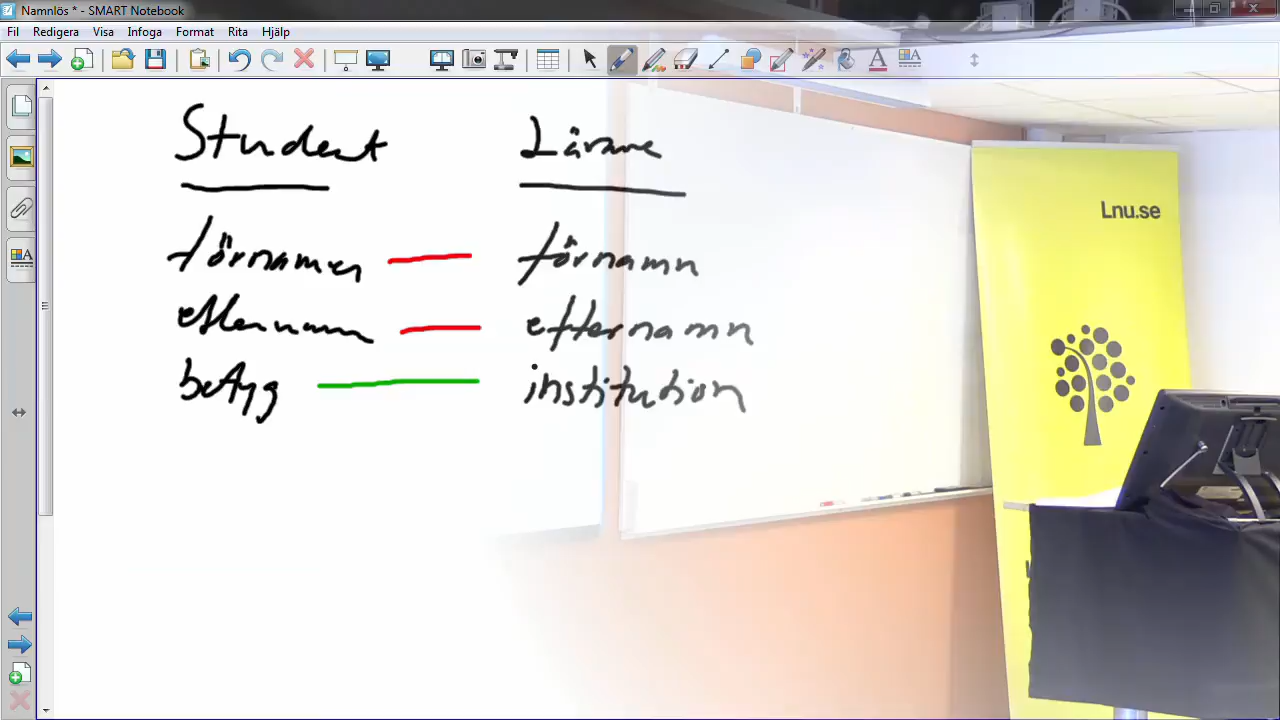 Namnlös * - SMART Notebook
Fil Redigera Visa Infoga Format Rita Hjälp
Student Lärare
förnamn förnamn
efternamn efternamn
betyg institution
Lnu.se